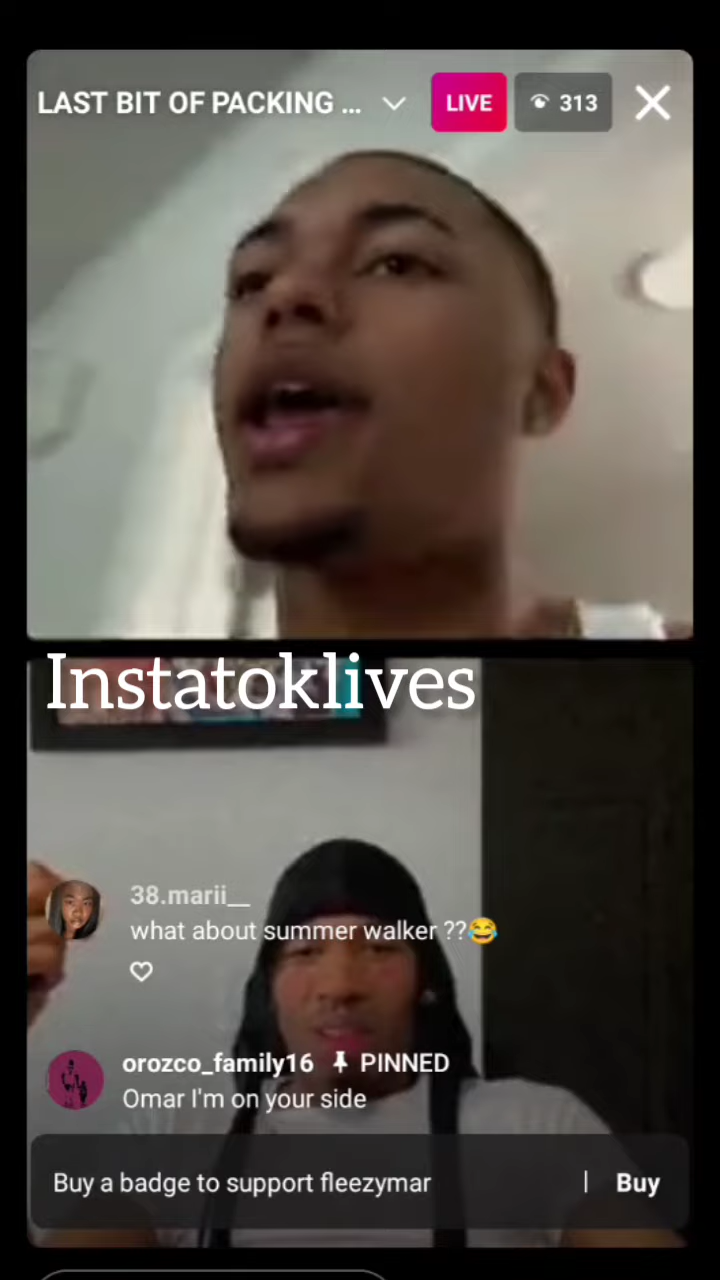 LAST BIT OF PACKING ...
LIVE
313
Instatoklives
38.marii__
what about summer walker ??😂
orozco_family16 PINNED
Omar I'm on your side
Buy a badge to support fleezymar | Buy